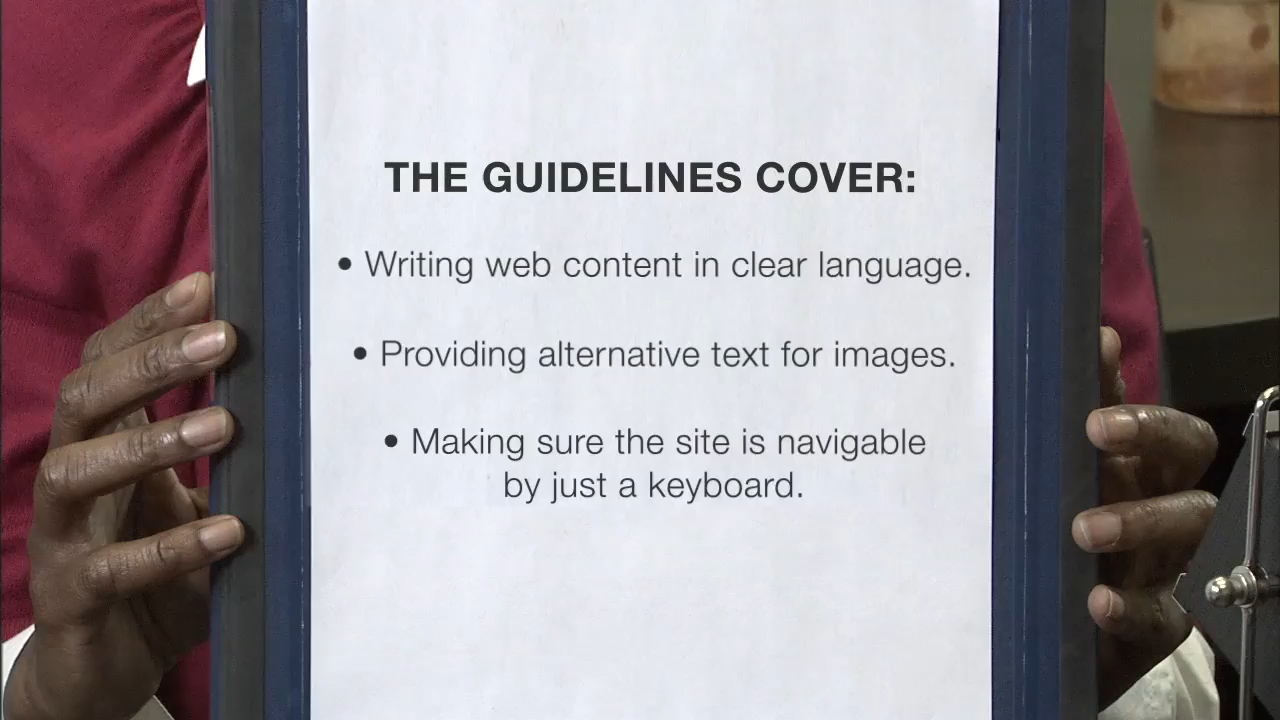 THE GUIDELINES COVER:
• Writing web content in clear language.
• Providing alternative text for images.
• Making sure the site is navigable
by just a keyboard.